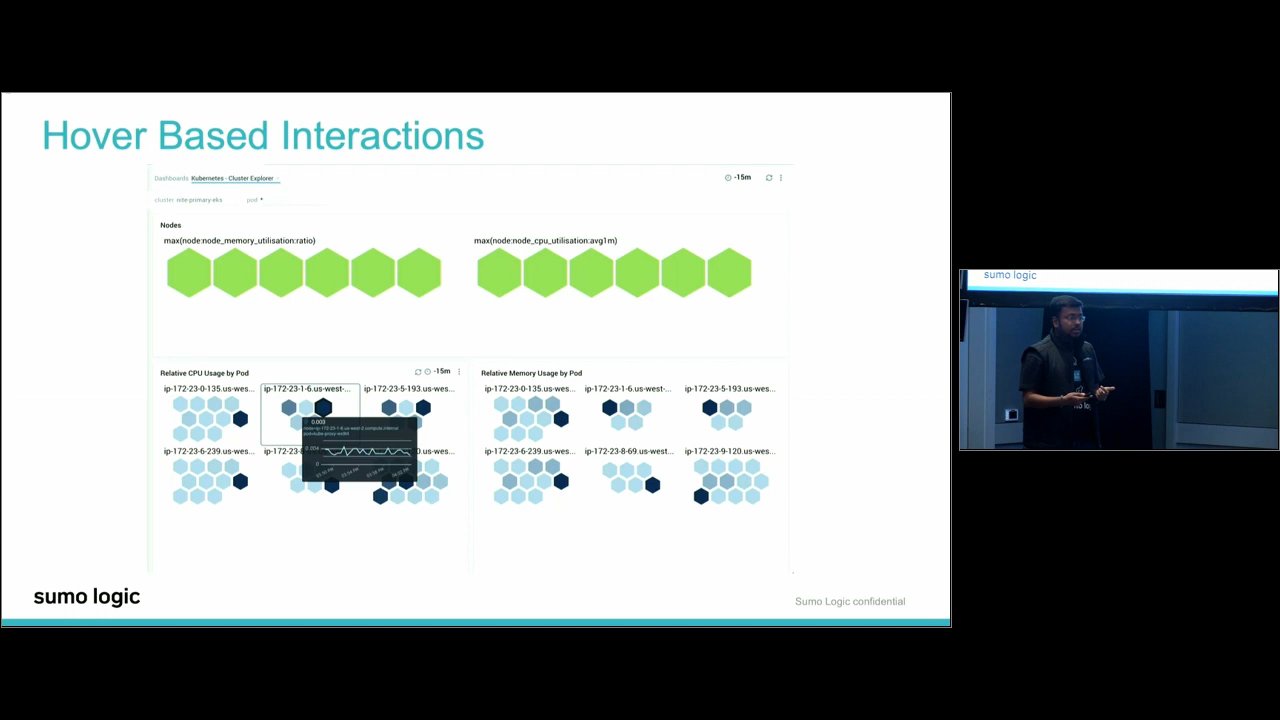 Hover Based Interactions
Dashboards Kubernetes - Cluster Explorer
-15m
cluster nite-primary-eks pod *
Nodes
max(node:node_memory_utilisation:ratio)
max(node:node_cpu_utilisation:avg1m)
Relative CPU Usage by Pod
-15m
ip-172-23-0-135.us-wes...
ip-172-23-1-6.us-west-...
ip-172-23-5-193.us-wes...
0.003
0.004
0
ip-172-23-6-239.us-wes...
Relative Memory Usage by Pod
ip-172-23-0-135.us-wes...
ip-172-23-1-6.us-west-...
ip-172-23-5-193.us-wes...
ip-172-23-6-239.us-wes...
ip-172-23-8-69.us-west...
ip-172-23-9-120.us-wes...
sumo logic
Sumo Logic confidential
sumo logic